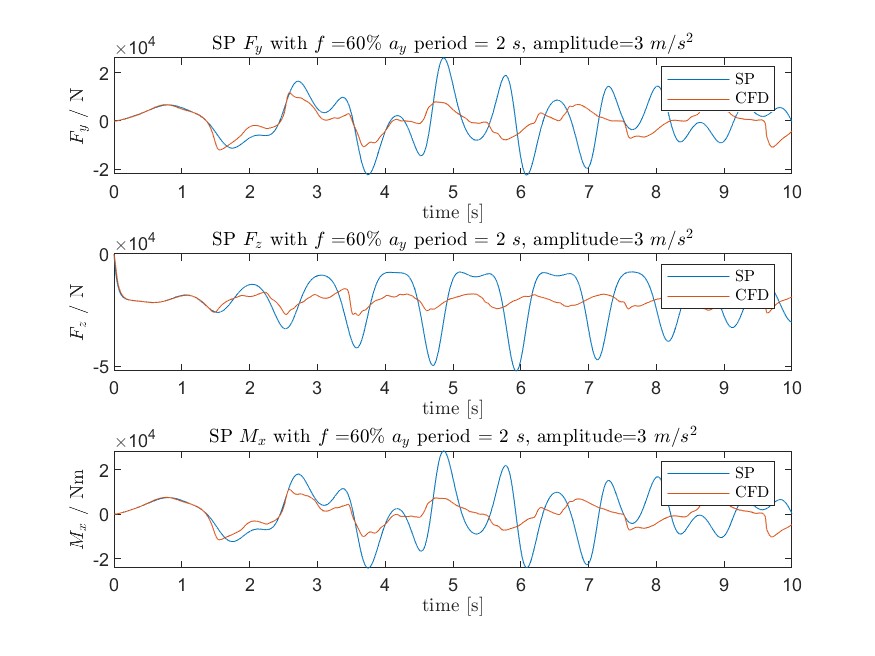 ×10⁴ SP F_y with f =60% a_y period = 2 s, amplitude=3 m/s²
2
0
-2
F_y / N
SP
CFD
0 1 2 3 4 5 6 7 8 9 10
time [s]
×10⁴ SP F_z with f =60% a_y period = 2 s, amplitude=3 m/s²
0
-5
F_z / N
SP
CFD
0 1 2 3 4 5 6 7 8 9 10
time [s]
×10⁴ SP M_x with f =60% a_y period = 2 s, amplitude=3 m/s²
2
0
-2
M_x / Nm
SP
CFD
0 1 2 3 4 5 6 7 8 9 10
time [s]